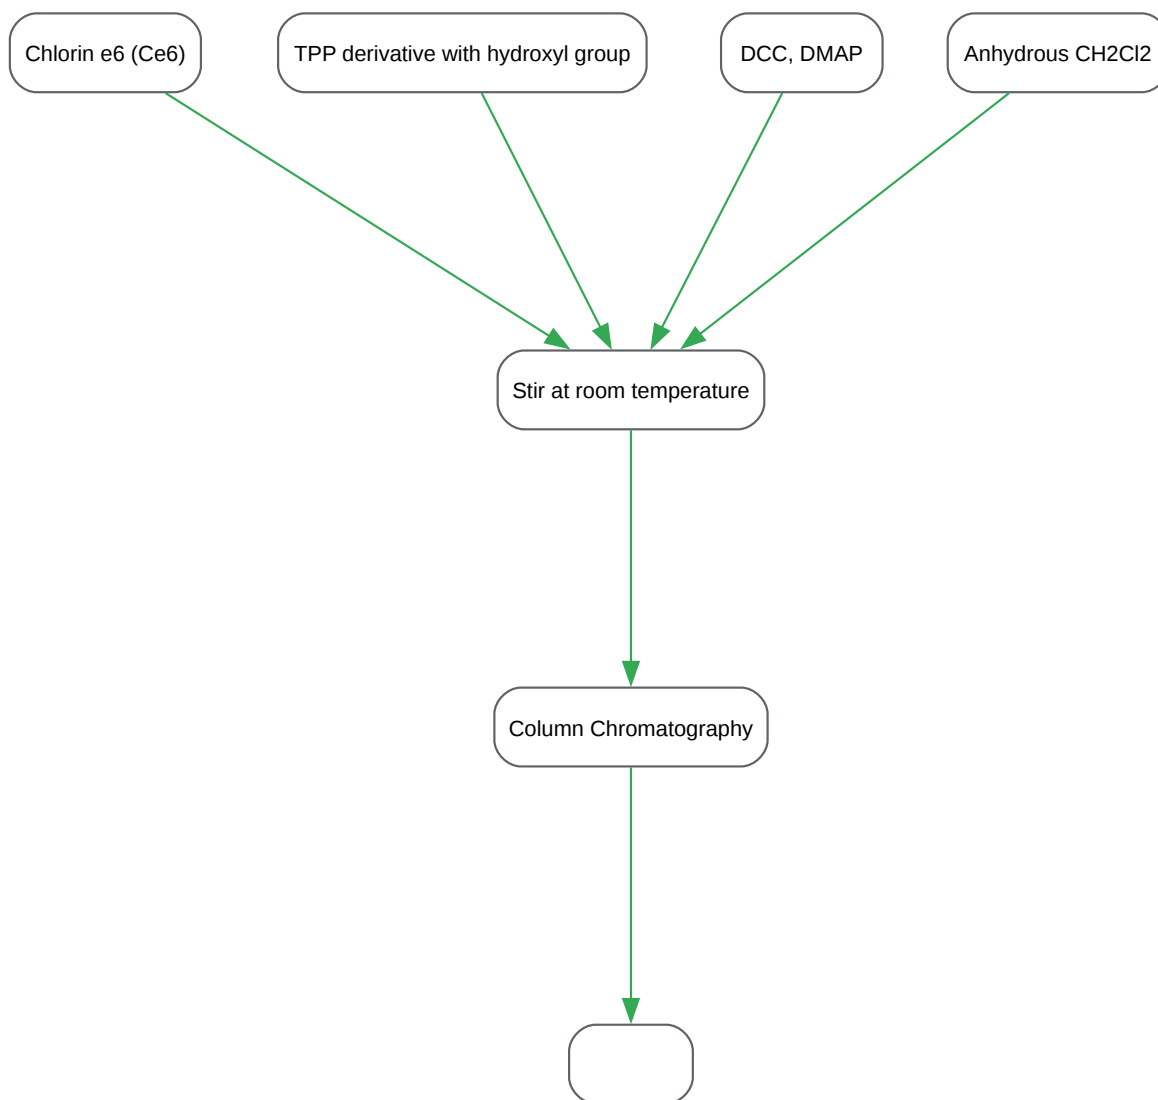 Chlorin e6 (Ce6)
TPP derivative with hydroxyl group
DCC, DMAP
Anhydrous CH2Cl2
Stir at room temperature
Column Chromatography